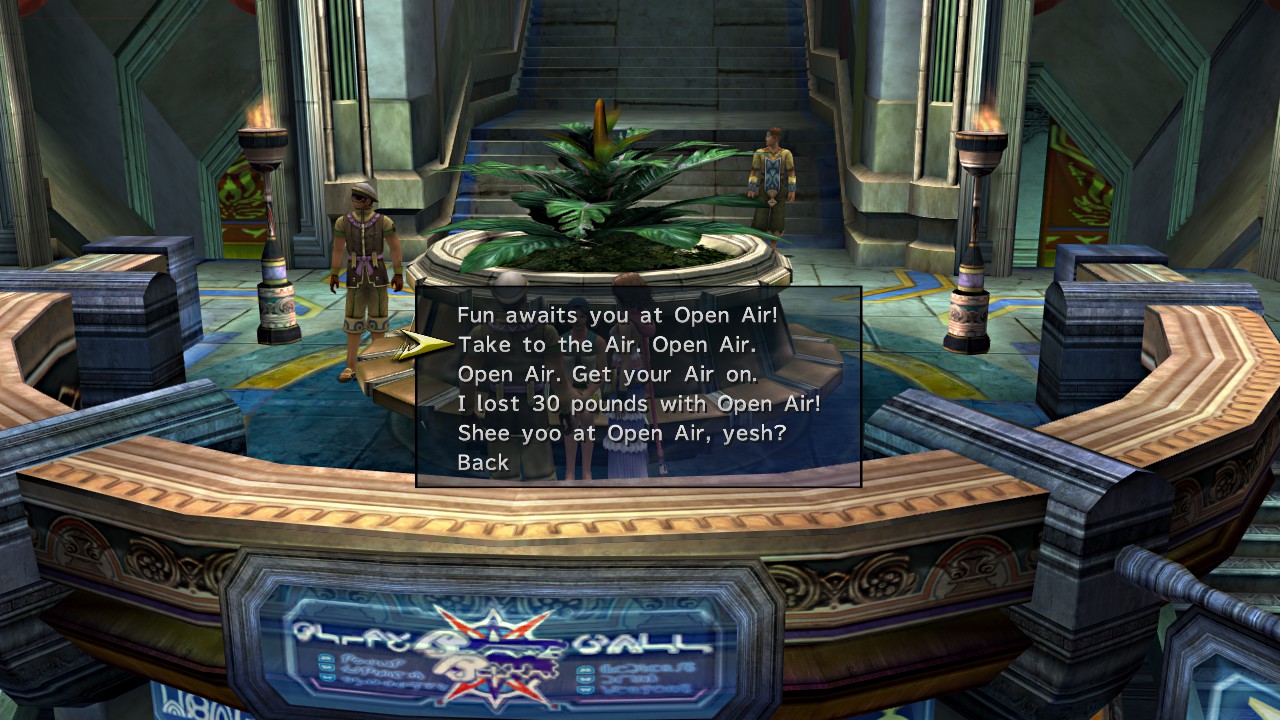 Fun awaits you at Open Air!
Take to the Air. Open Air.
Open Air. Get your Air on.
I lost 30 pounds with Open Air!
Shee yoo at Open Air, yesh?
Back